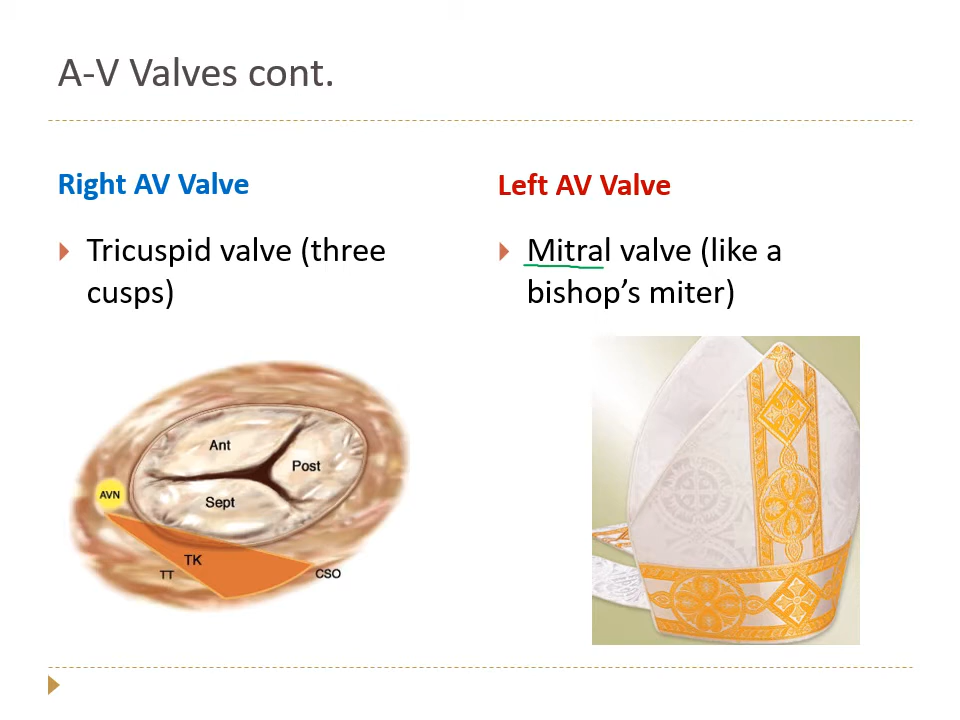 A-V Valves cont.
Right AV Valve
Tricuspid valve (three
cusps)
Ant
Post
Sept
AVN
TK
TT
CSO
Left AV Valve
Mitral valve (like a
bishop’s miter)